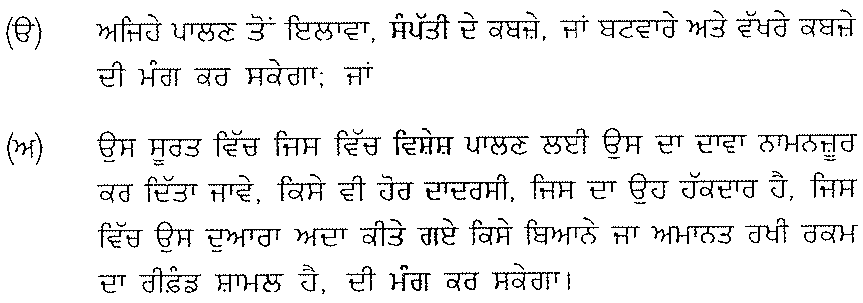 (ੳ) ਅਜਿਹੇ ਪਾਲਣ ਤੋਂ ਇਲਾਵਾ, ਸੰਪੱਤੀ ਦੇ ਕਬਜ਼ੇ, ਜਾਂ ਬਟਵਾਰੇ ਅਤੇ ਵੱਖਰੇ ਕਬਜ਼ੇ
ਦੀ ਮੰਗ ਕਰ ਸਕੇਗਾ; ਜਾਂ
(ਅ) ਉਸ ਸੂਰਤ ਵਿੱਚ ਜਿਸ ਵਿੱਚ ਵਿਸ਼ੇਸ਼ ਪਾਲਣ ਲਈ ਉਸ ਦਾ ਦਾਵਾ ਨਾਮਨਜ਼ੂਰ
ਕਰ ਦਿੱਤਾ ਜਾਵੇ, ਕਿਸੇ ਵੀ ਹੋਰ ਦਾਦਰਸੀ, ਜਿਸ ਦਾ ਉਹ ਹੱਕਦਾਰ ਹੈ, ਜਿਸ
ਵਿੱਚ ਉਸ ਦੁਆਰਾ ਅਦਾ ਕੀਤੇ ਗਏ ਕਿਸੇ ਬਿਆਨੇ ਜਾ ਅਮਾਨਤ ਰਖੀ ਰਕਮ
ਦਾ ਰੀਫ਼ੰਡ ਸ਼ਾਮਲ ਹੈ, ਦੀ ਮੰਗ ਕਰ ਸਕੇਗਾ।